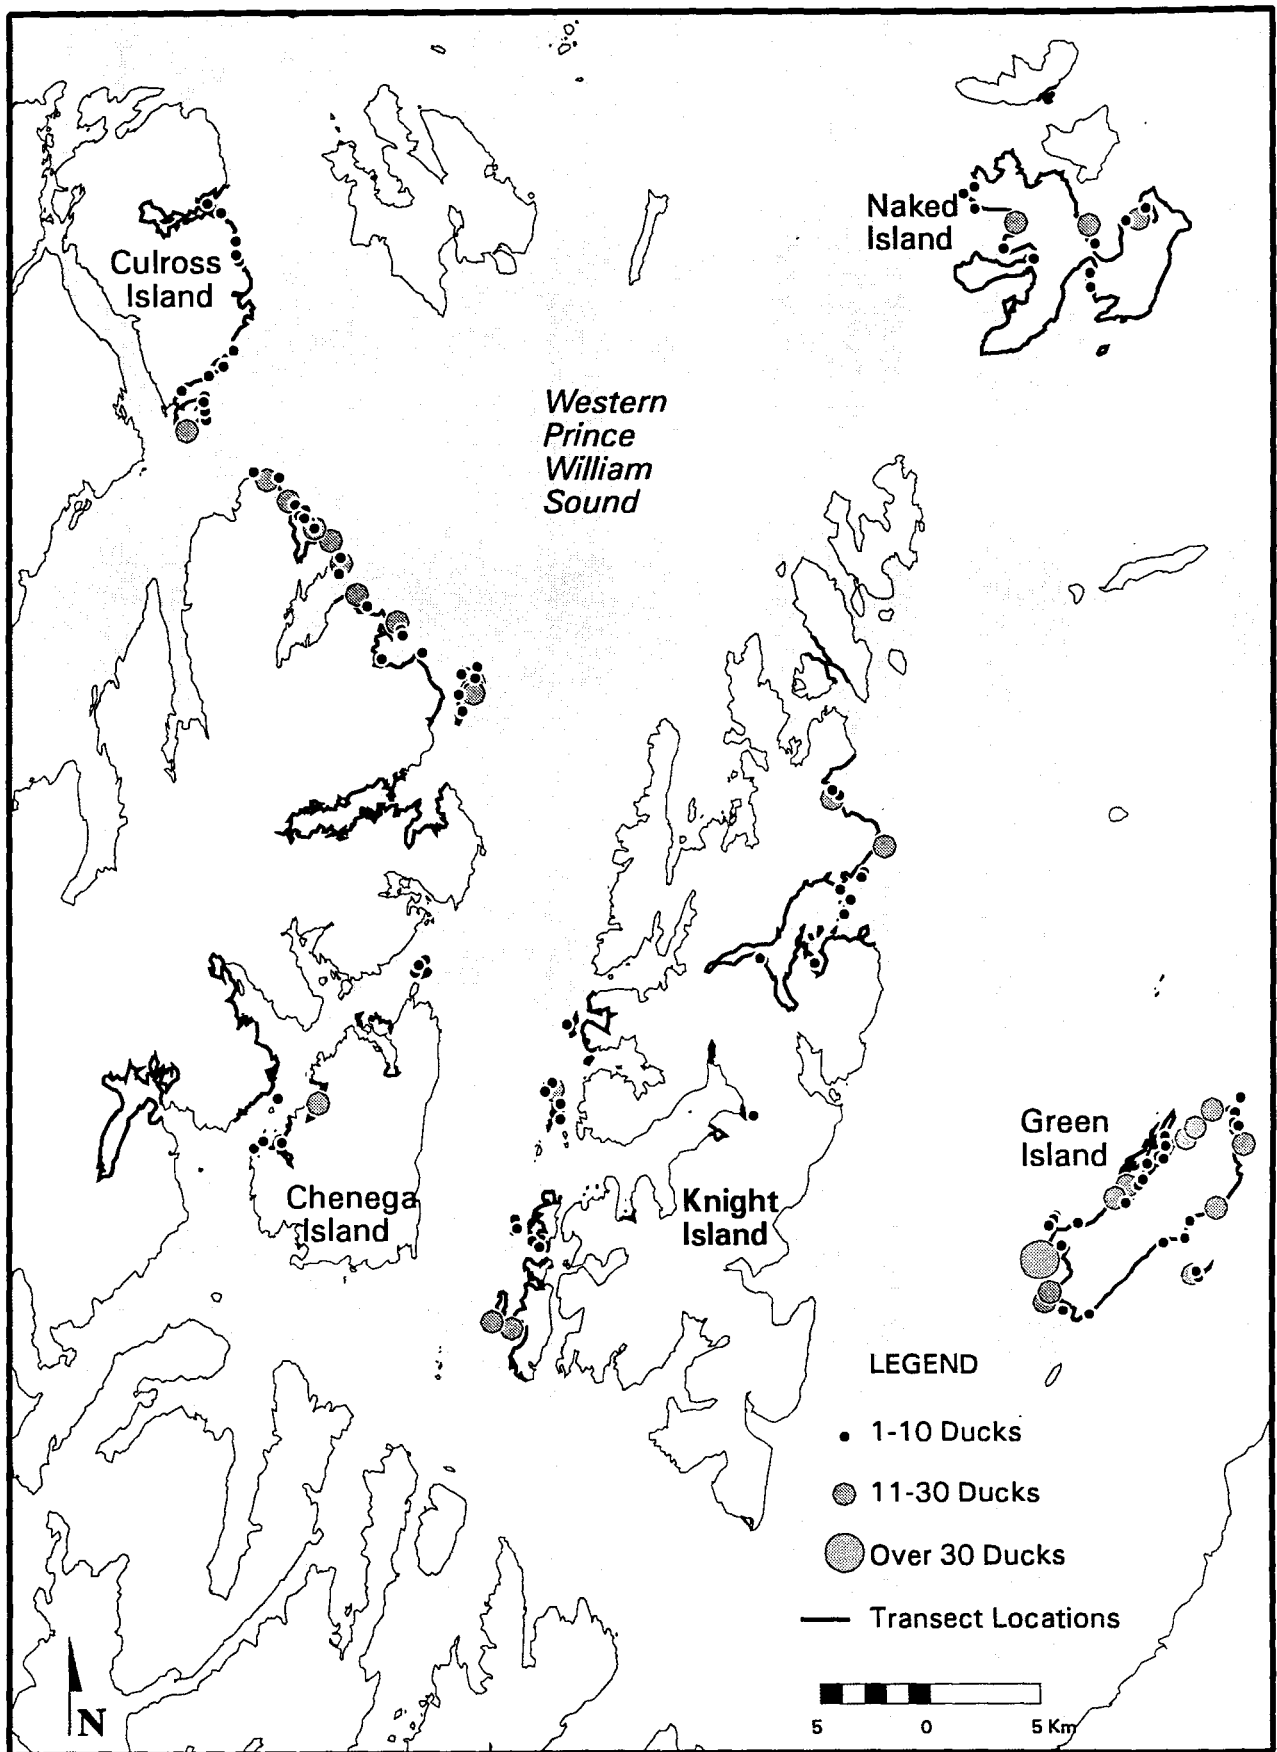 Naked
Island
Culross
Island
Western
Prince
William
Sound
Green
Island
Chenega
Island
Knight
Island
LEGEND
1-10 Ducks
11-30 Ducks
Over 30 Ducks
Transect Locations
N
5 0 5 Km